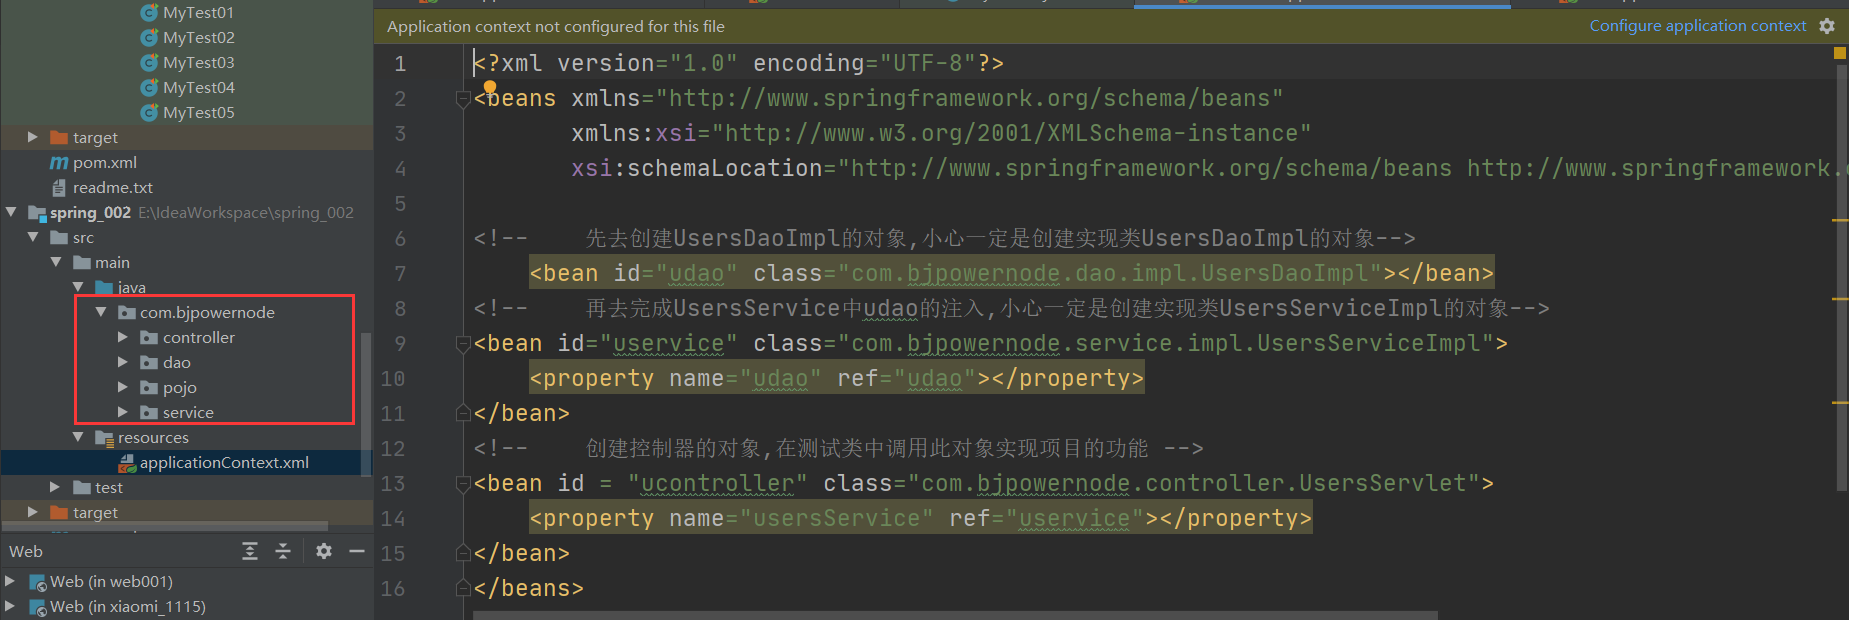 MyTest01
MyTest02
MyTest03
MyTest04
MyTest05
target
pom.xml
readme.txt
spring_002 E:\IdeaWorkspace\spring_002
src
main
java
com.bjpowernode
controller
dao
pojo
service
resources
applicationContext.xml
test
target
Web
Web (in web001)
Web (in xiaomi_1115)
Application context not configured for this file
Configure application context
1 <?xml version="1.0" encoding="UTF-8"?>
2 <beans xmlns="http://www.springframework.org/schema/beans"
3 xmlns:xsi="http://www.w3.org/2001/XMLSchema-instance"
4 xsi:schemaLocation="http://www.springframework.org/schema/beans http://www.springframework.
5
6 <!-- 先去创建UsersDaoImpl的对象,小心一定是创建实现类UsersDaoImpl的对象-->
7 <bean id="udao" class="com.bjpowernode.dao.impl.UsersDaoImpl"></bean>
8 <!-- 再去完成UsersService中udao的注入,小心一定是创建实现类UsersServiceImpl的对象-->
9 <bean id="uservice" class="com.bjpowernode.service.impl.UsersServiceImpl">
10 <property name="udao" ref="udao"></property>
11 </bean>
12 <!-- 创建控制器的对象,在测试类中调用此对象实现项目的功能 -->
13 <bean id = "ucontroller" class="com.bjpowernode.controller.UsersServlet">
14 <property name="usersService" ref="uservice"></property>
15 </bean>
16 </beans>